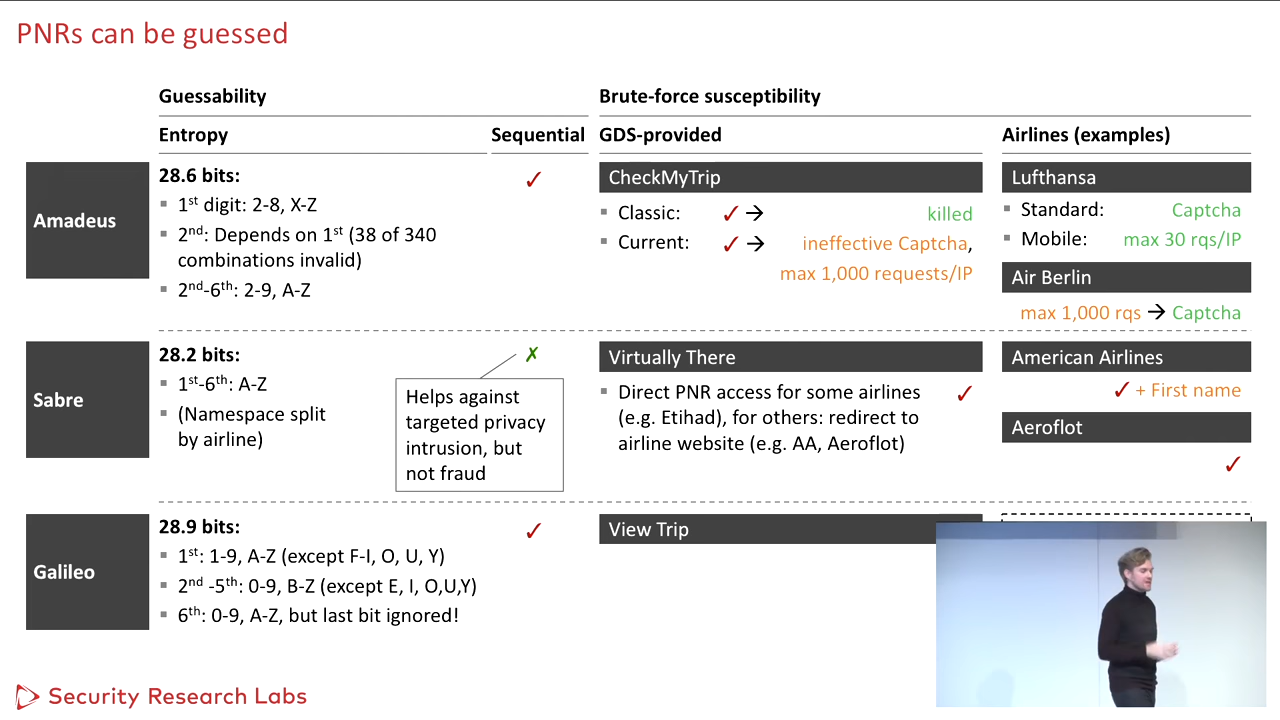 PNRs can be guessed
Guessability
Brute-force susceptibility
Entropy
Sequential
GDS-provided
Airlines (examples)
Amadeus
28.6 bits:
▪ 1st digit: 2-8, X-Z
▪ 2nd: Depends on 1st (38 of 340
combinations invalid)
▪ 2nd-6th: 2-9, A-Z
✓
CheckMyTrip
▪ Classic: ✓ → killed
▪ Current: ✓ → ineffective Captcha,
max 1,000 requests/IP
Lufthansa
▪ Standard: Captcha
▪ Mobile: max 30 rqs/IP
Air Berlin
max 1,000 rqs → Captcha
Sabre
28.2 bits:
▪ 1st-6th: A-Z
▪ (Namespace split
by airline)
✗
Helps against
targeted privacy
intrusion, but
not fraud
Virtually There
▪ Direct PNR access for some airlines
(e.g. Etihad), for others: redirect to
airline website (e.g. AA, Aeroflot)
✓
American Airlines
✓ + First name
Aeroflot
✓
Galileo
28.9 bits:
▪ 1st: 1-9, A-Z (except F-I, O, U, Y)
▪ 2nd -5th: 0-9, B-Z (except E, I, O,U,Y)
▪ 6th: 0-9, A-Z, but last bit ignored!
✓
View Trip
Security Research Labs